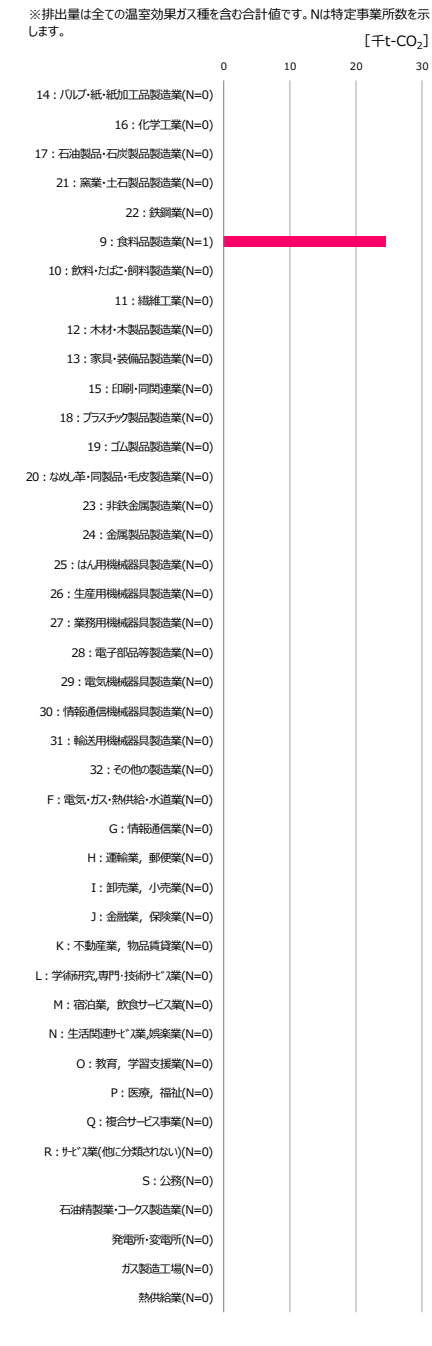 ※排出量は全ての温室効果ガス種を含む合計値です。Nは特定事業所数を示
します。
[千t-CO₂]
0 10 20 30
14：パルプ・紙・紙加工品製造業(N=0)
16：化学工業(N=0)
17：石油製品・石炭製品製造業(N=0)
21：窯業・土石製品製造業(N=0)
22：鉄鋼業(N=0)
9：食料品製造業(N=1)
10：飲料・たばこ・飼料製造業(N=0)
11：繊維工業(N=0)
12：木材・木製品製造業(N=0)
13：家具・装備品製造業(N=0)
15：印刷・同関連業(N=0)
18：プラスチック製品製造業(N=0)
19：ゴム製品製造業(N=0)
20：なめし革・同製品・毛皮製造業(N=0)
23：非鉄金属製造業(N=0)
24：金属製品製造業(N=0)
25：はん用機械器具製造業(N=0)
26：生産用機械器具製造業(N=0)
27：業務用機械器具製造業(N=0)
28：電子部品等製造業(N=0)
29：電気機械器具製造業(N=0)
30：情報通信機械器具製造業(N=0)
31：輸送用機械器具製造業(N=0)
32：その他の製造業(N=0)
F：電気・ガス・熱供給・水道業(N=0)
G：情報通信業(N=0)
H：運輸業，郵便業(N=0)
I：卸売業，小売業(N=0)
J：金融業，保険業(N=0)
K：不動産業，物品賃貸業(N=0)
L：学術研究,専門・技術ｻｰﾋﾞｽ業(N=0)
M：宿泊業，飲食サービス業(N=0)
N：生活関連ｻｰﾋﾞｽ業,娯楽業(N=0)
O：教育，学習支援業(N=0)
P：医療，福祉(N=0)
Q：複合サービス事業(N=0)
R：ｻｰﾋﾞｽ業(他に分類されない)(N=0)
S：公務(N=0)
石油精製業・コークス製造業(N=0)
発電所・変電所(N=0)
ガス製造工場(N=0)
熱供給業(N=0)